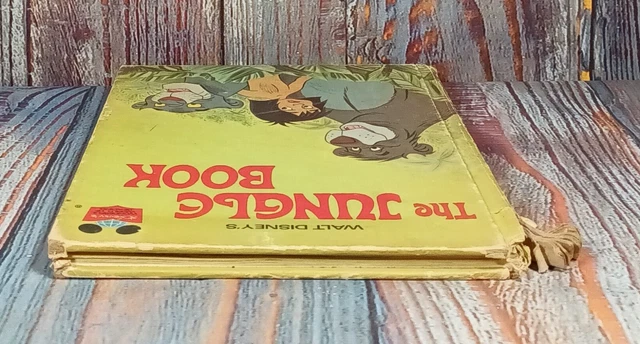 WALT DISNEY'S
The JUNGLE
BOOK